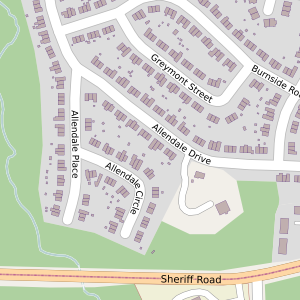 Greymont Street
Burnside Ro
Allendale Drive
Allendale Place
Allendale Circle
Sheriff Road